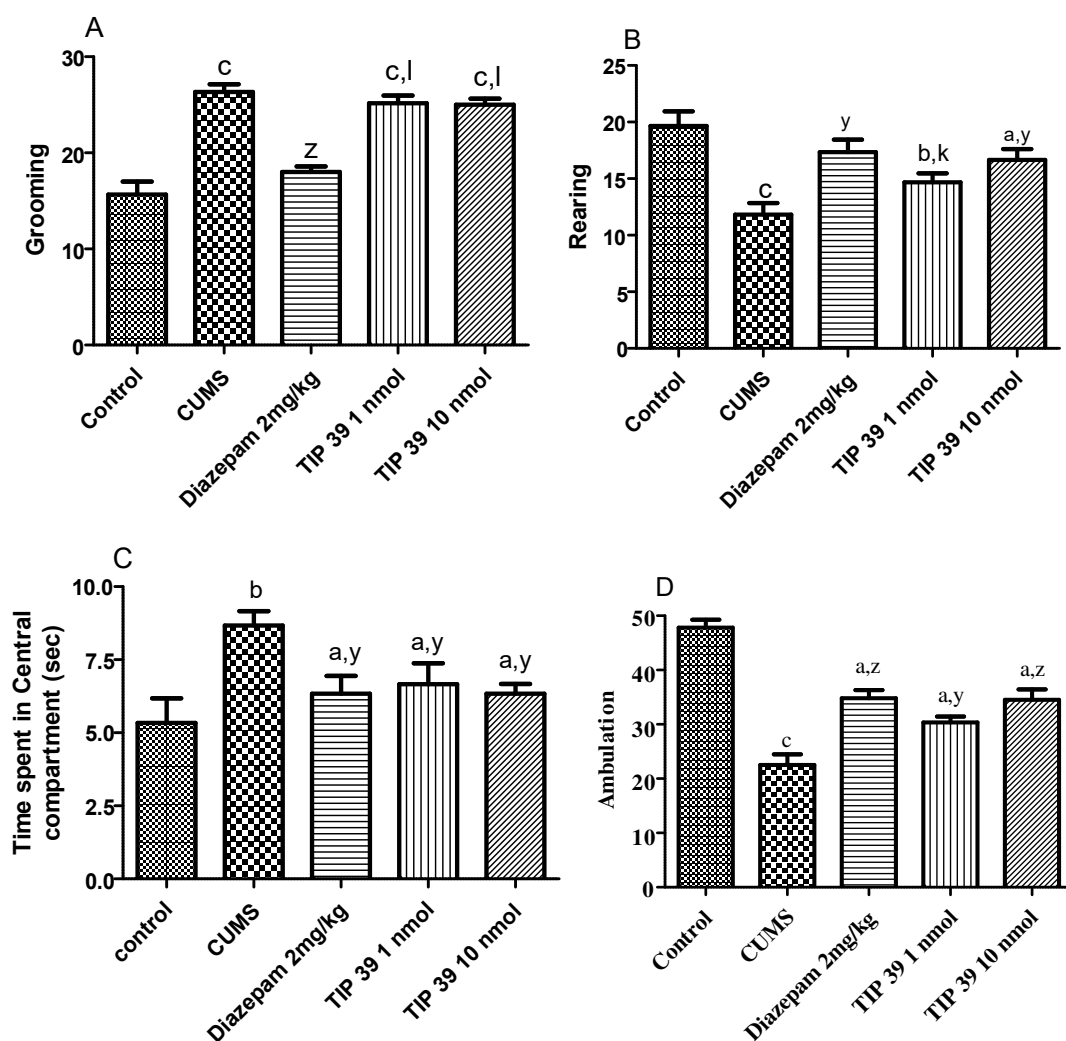 A
Grooming
30
20
10
0
c
z
c,l
c,l
Control
CUMS
Diazepam 2mg/kg
TIP 39 1 nmol
TIP 39 10 nmol
B
Rearing
25
20
15
10
5
0
c
y
b,k
a,y
Control
CUMS
Diazepam 2mg/kg
TIP 39 1 nmol
TIP 39 10 nmol
C
Time spent in Central
compartment (sec)
10.0
7.5
5.0
2.5
0.0
b
a,y
a,y
a,y
control
CUMS
Diazepam 2mg/kg
TIP 39 1 nmol
TIP 39 10 nmol
D
Ambulation
50
40
30
20
10
0
c
a,z
a,y
a,z
Control
CUMS
Diazepam 2mg/kg
TIP 39 1 nmol
TIP 39 10 nmol